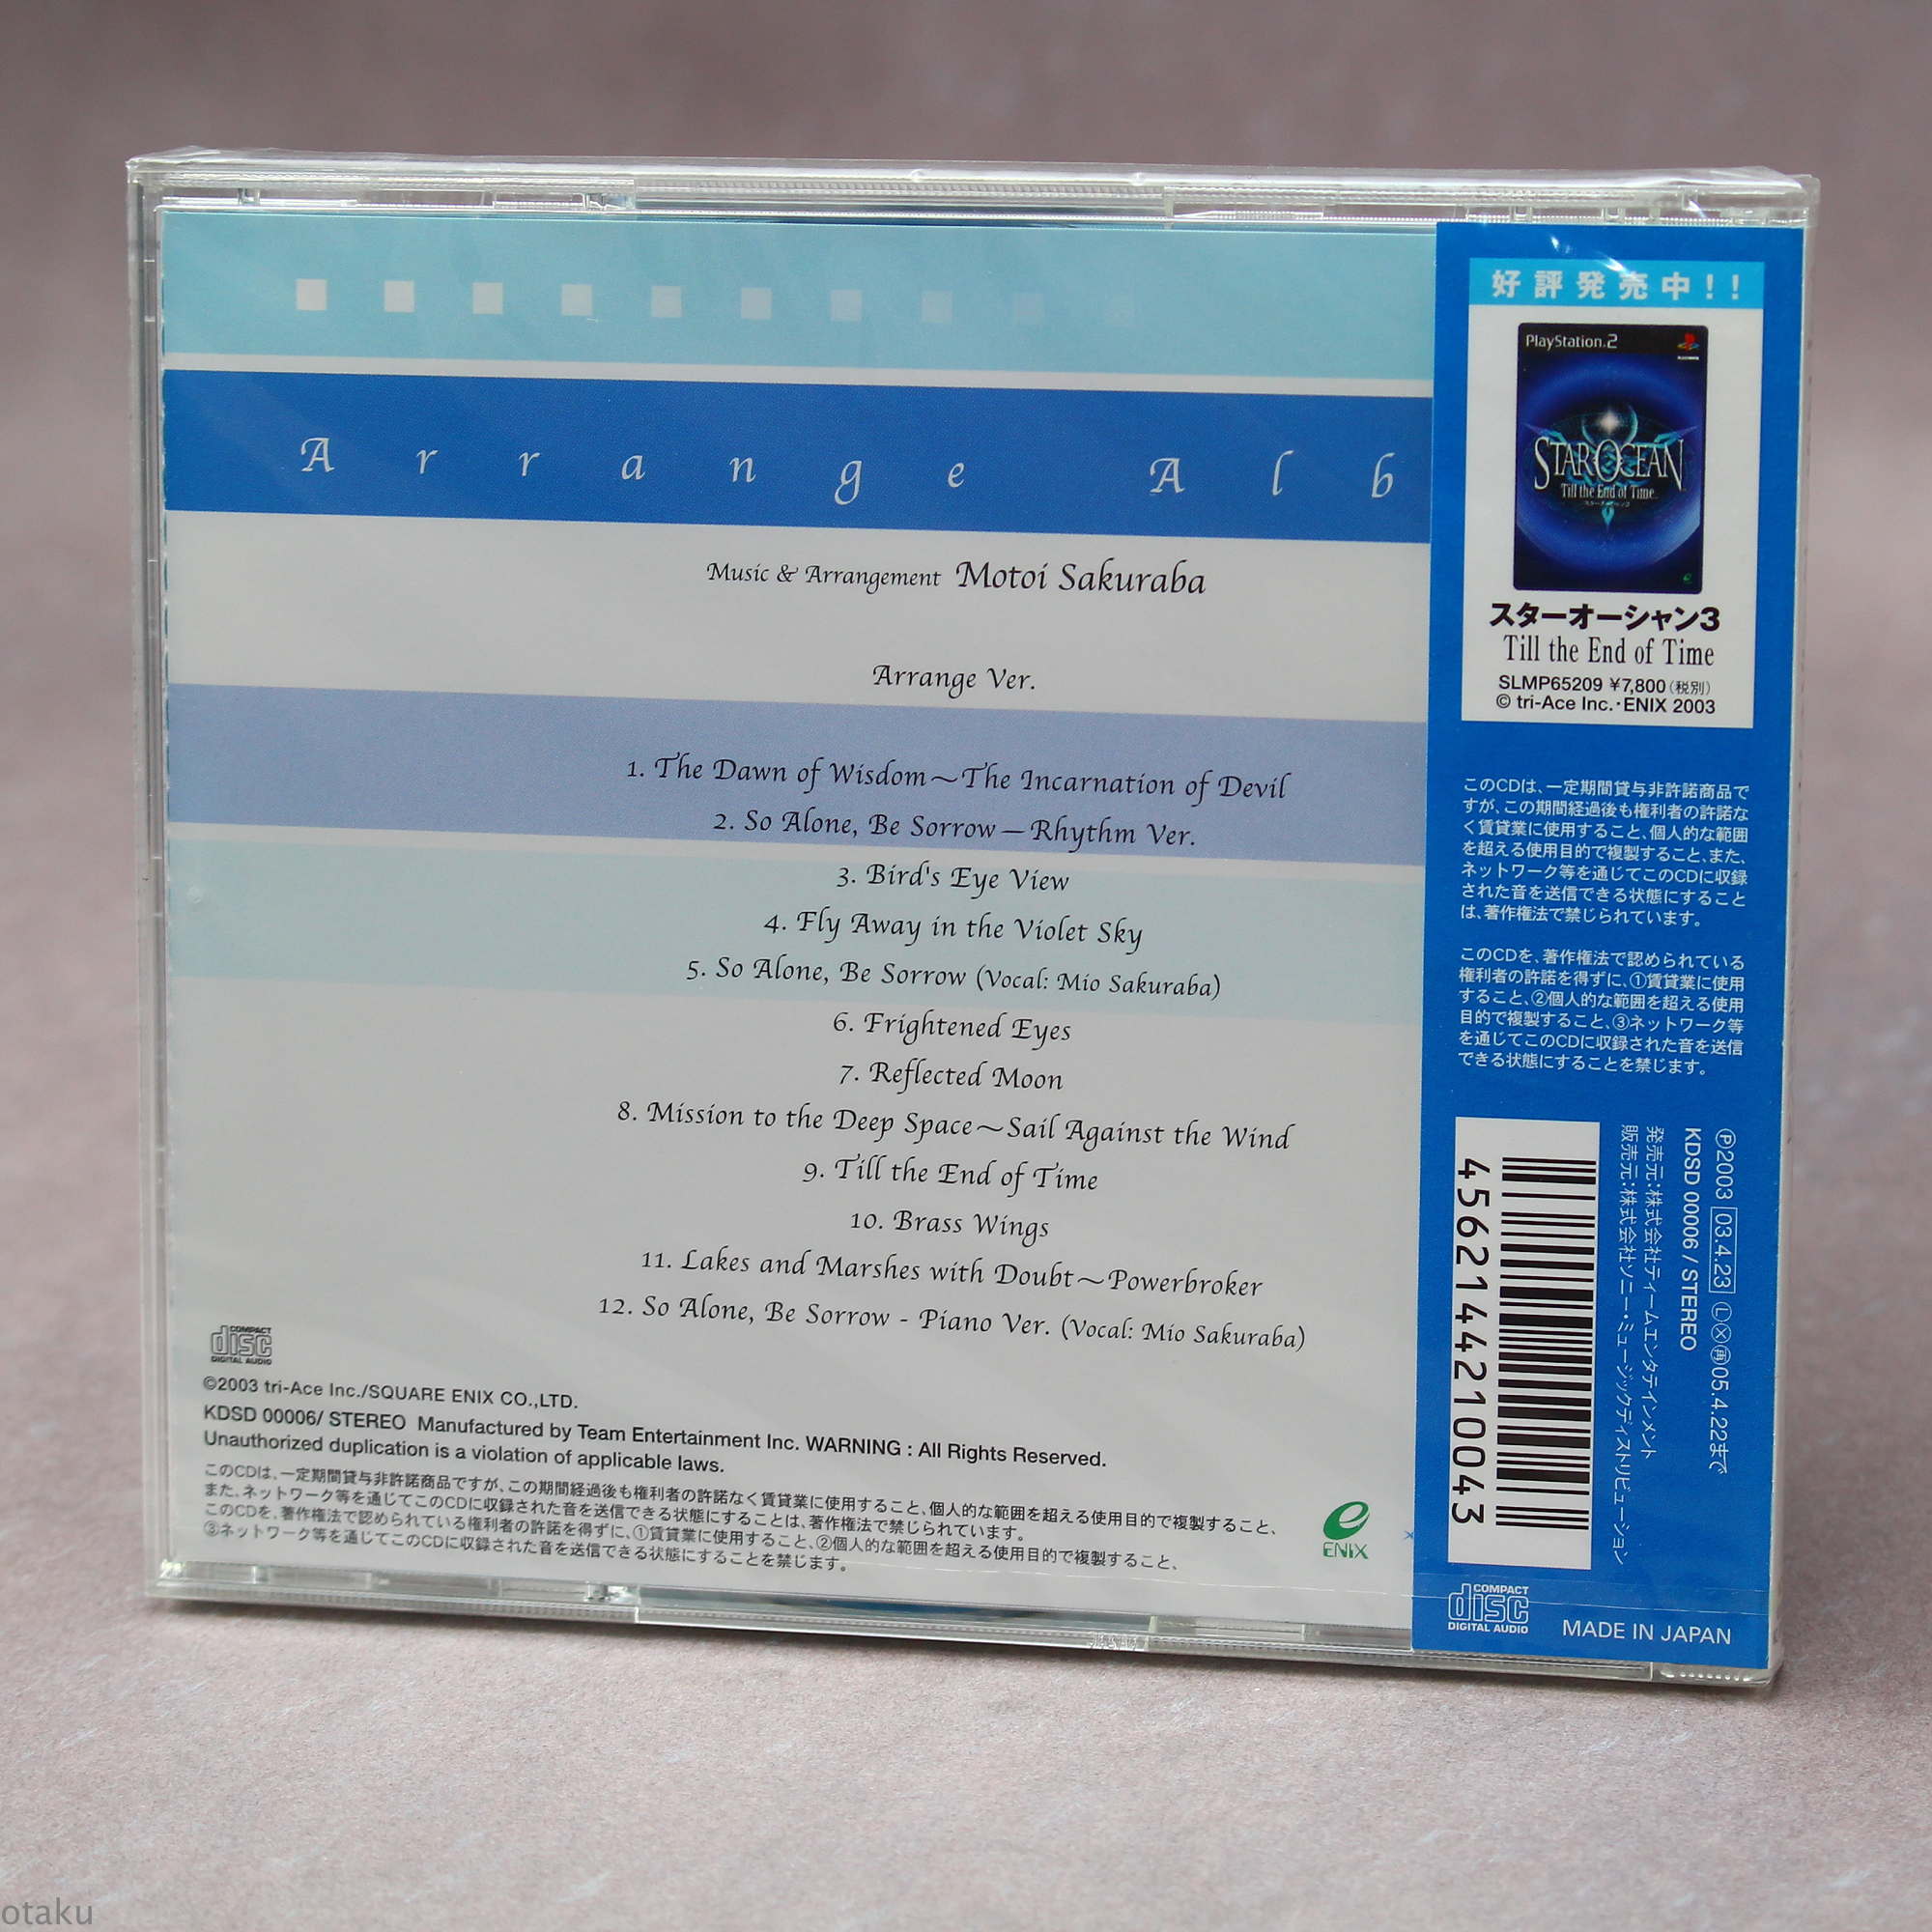 Arrange Alb
Music & Arrangement Motoi Sakuraba
Arrange Ver.
1. The Dawn of Wisdom～The Incarnation of Devil
2. So Alone, Be Sorrow — Rhythm Ver.
3. Bird's Eye View
4. Fly Away in the Violet Sky
5. So Alone, Be Sorrow (Vocal: Mio Sakuraba)
6. Frightened Eyes
7. Reflected Moon
8. Mission to the Deep Space～Sail Against the Wind
9. Till the End of Time
10. Brass Wings
11. Lakes and Marshes with Doubt～Powerbroker
12. So Alone, Be Sorrow - Piano Ver. (Vocal: Mio Sakuraba)
COMPACT
disc
DIGITAL AUDIO
©2003 tri-Ace Inc./SQUARE ENIX CO.,LTD.
KDSD 00006/ STEREO Manufactured by Team Entertainment Inc. WARNING : All Rights Reserved.
Unauthorized duplication is a violation of applicable laws.
このCDは、一定期間貸与非許諾商品ですが、この期間経過後も権利者の許諾なく賃貸業に使用すること、個人的な範囲を超える使用目的で複製すること、
また、ネットワーク等を通じてこのCDに収録された音を送信できる状態にすることは、著作権法で禁じられています。
このCDを、著作権法で認められている権利者の許諾を得ずに、①賃貸業に使用すること、②個人的な範囲を超える使用目的で複製すること、
③ネットワーク等を通じてこのCDに収録された音を送信できる状態にすることを禁じます。
ENIX
好評発売中!!
PlayStation.2
STAR OCEAN
Till the End of Time
スターオーシャン3
スターオーシャン3
Till the End of Time
SLMP65209 ¥7,800(税別)
© tri-Ace Inc.・ENIX 2003
このCDは、一定期間貸与非許諾商品で
すが、この期間経過後も権利者の許諾な
く賃貸業に使用すること、個人的な範囲
を超える使用目的で複製すること、また、
ネットワーク等を通じてこのCDに収録
された音を送信できる状態にすること
は、著作権法で禁じられています。
このCDを、著作権法で認められている
権利者の許諾を得ずに、①賃貸業に使用
すること、②個人的な範囲を超える使用
目的で複製すること、③ネットワーク等
を通じてこのCDに収録された音を送信
できる状態にすることを禁じます。
Ⓟ2003 03.4.23 Ⓛ Ⓧ ㊢05.4.22まで
KDSD 00006 / STEREO
発売元：株式会社ティームエンタテインメント
販売元：株式会社ソニー・ミュージックディストリビューション
4562144210043
COMPACT
disc
DIGITAL AUDIO
MADE IN JAPAN
otaku